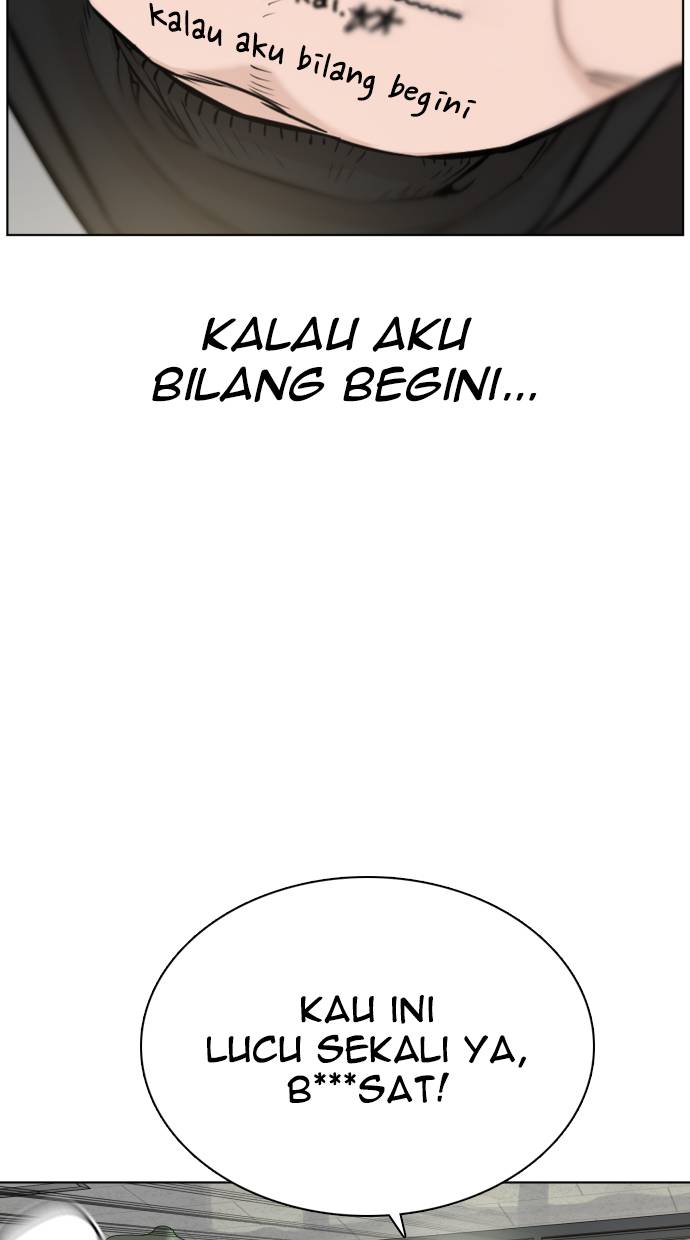 kalau aku bilang begini
KALAU AKU
BILANG BEGINI...
KAU INI
LUCU SEKALI YA,
B***SAT!